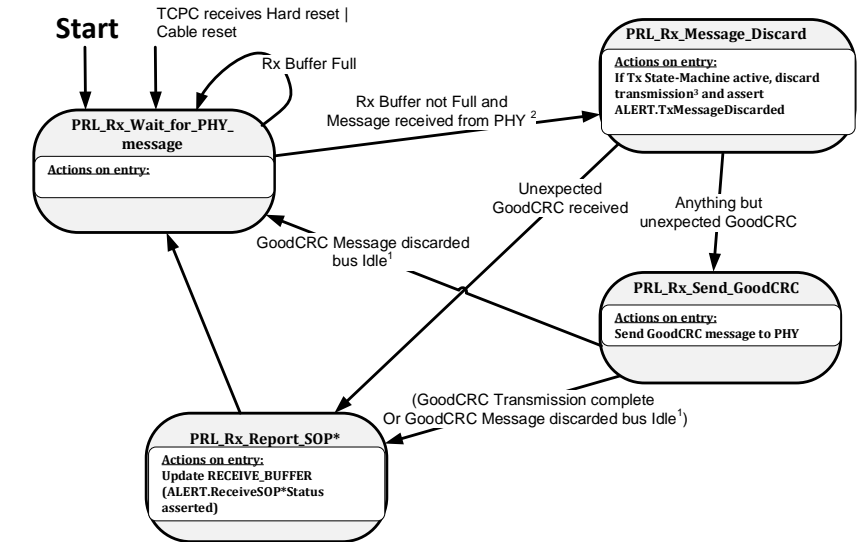 Start
TCPC receives Hard reset |
Cable reset
Rx Buffer Full
PRL_Rx_Wait_for_PHY_
message
Actions on entry:
Rx Buffer not Full and
Message received from PHY ²
PRL_Rx_Message_Discard
Actions on entry:
If Tx State-Machine active, discard
transmission³ and assert
ALERT.TxMessageDiscarded
Unexpected
GoodCRC received
Anything but
unexpected GoodCRC
GoodCRC Message discarded
bus Idle¹
PRL_Rx_Send_GoodCRC
Actions on entry:
Send GoodCRC message to PHY
(GoodCRC Transmission complete
Or GoodCRC Message discarded bus Idle¹)
PRL_Rx_Report_SOP*
Actions on entry:
Update RECEIVE_BUFFER
(ALERT.ReceiveSOP*Status
asserted)